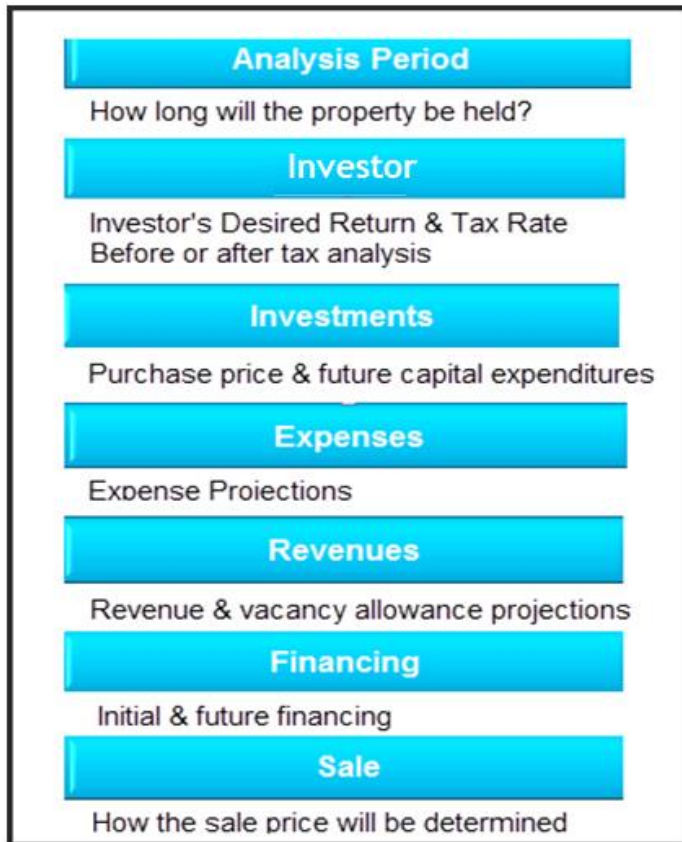 Analysis Period
How long will the property be held?
Investor
Investor's Desired Return & Tax Rate
Before or after tax analysis
Investments
Purchase price & future capital expenditures
Expenses
Expense Projections
Revenues
Revenue & vacancy allowance projections
Financing
Initial & future financing
Sale
How the sale price will be determined